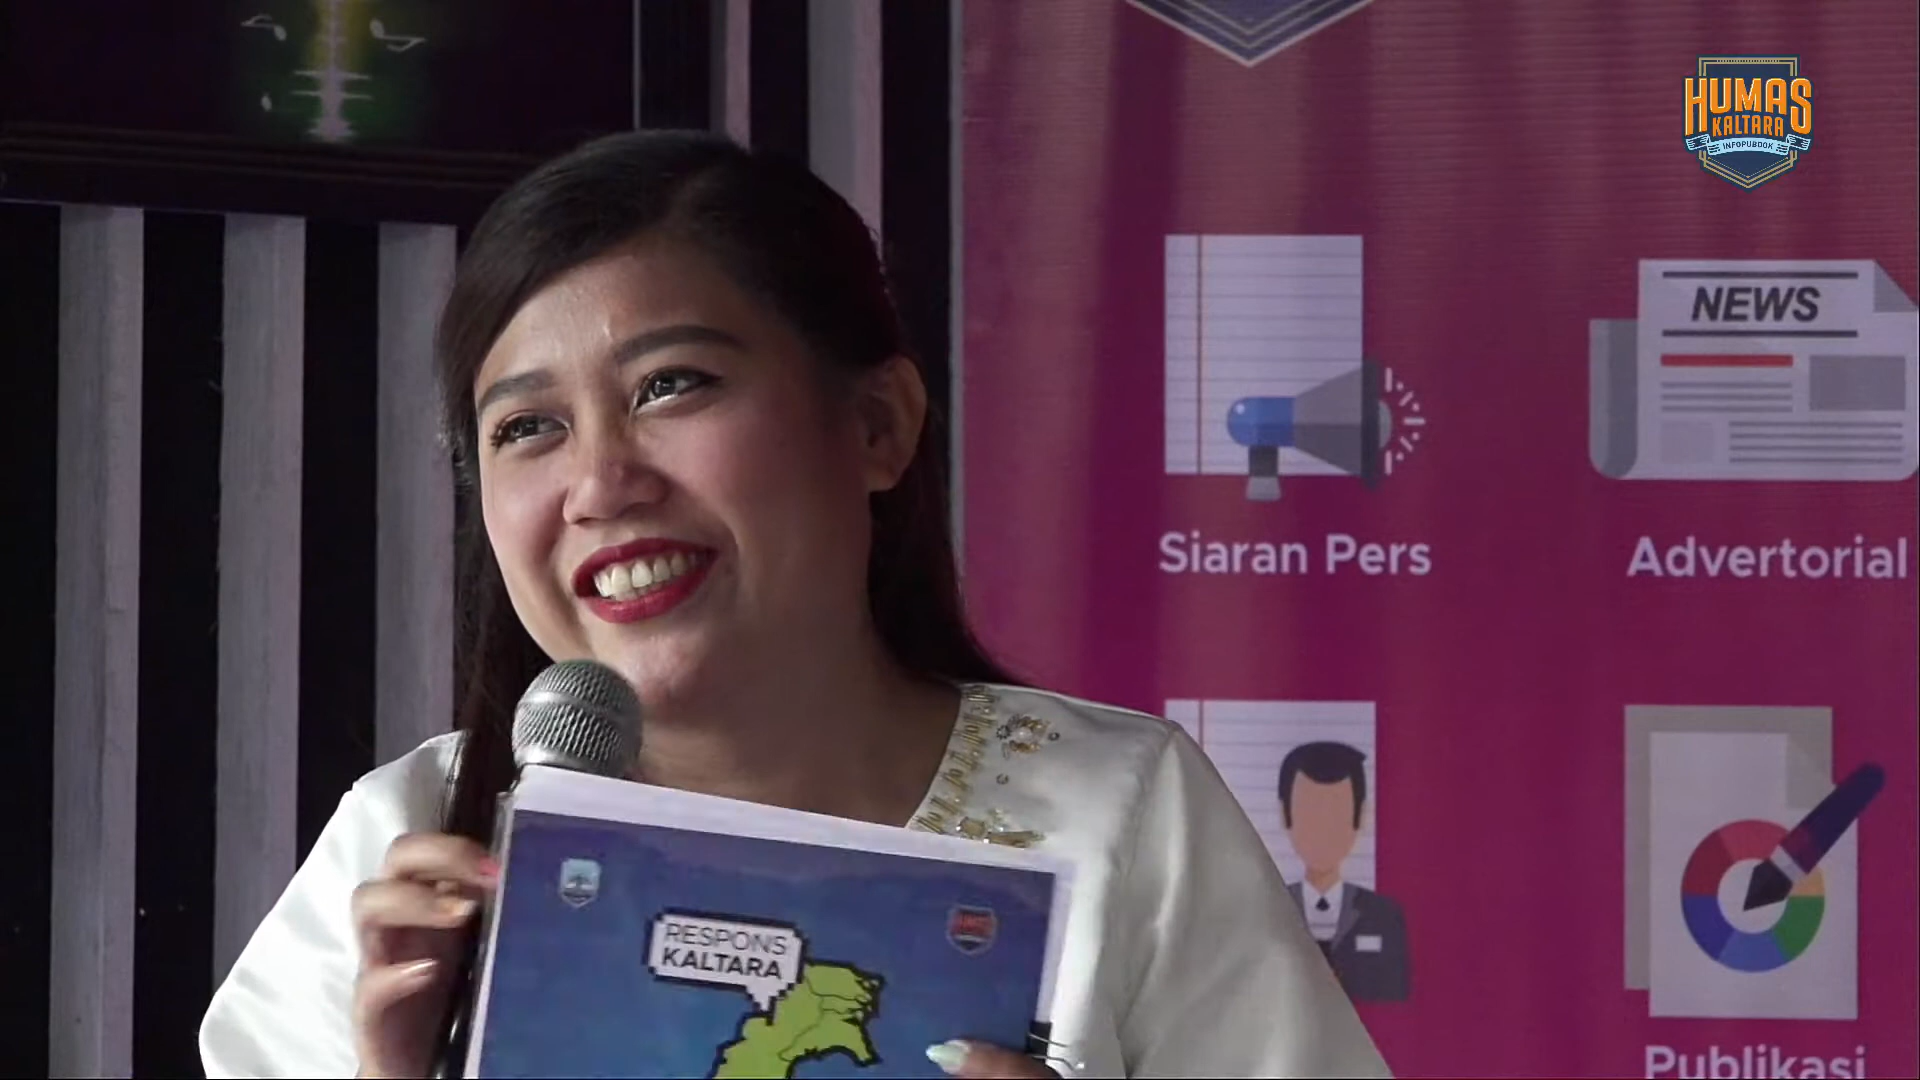 HUMAS
KALTARA
INFOPUBDOK
NEWS
Siaran Pers
Advertorial
RESPONS
KALTARA
Publikasi